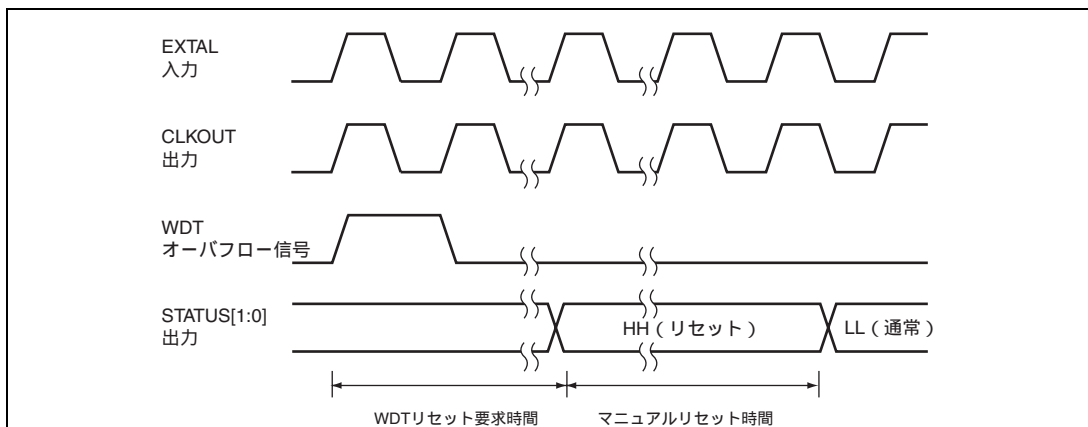 EXTAL
入力
CLKOUT
出力
WDT
オーバフロー信号
STATUS[1:0]
出力
HH（リセット）
LL（通常）
WDTリセット要求時間
マニュアルリセット時間